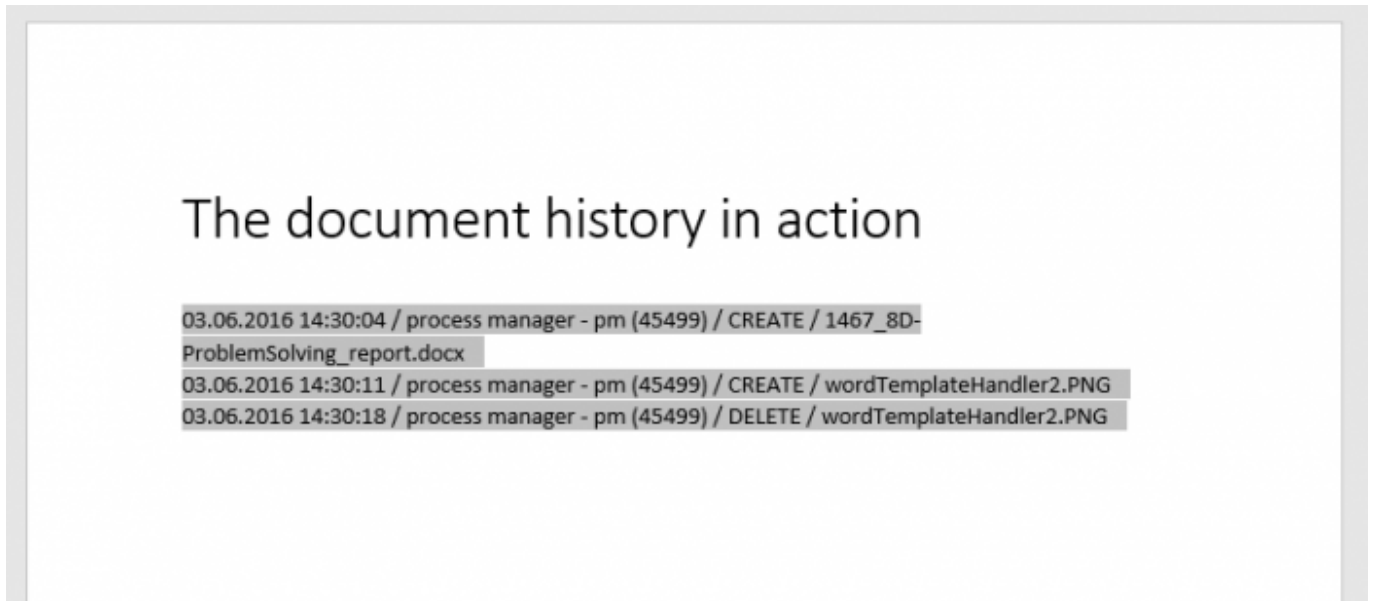 The document history in action
03.06.2016 14:30:04 / process manager - pm (45499) / CREATE / 1467_8D-
ProblemSolving_report.docx
03.06.2016 14:30:11 / process manager - pm (45499) / CREATE / wordTemplateHandler2.PNG
03.06.2016 14:30:18 / process manager - pm (45499) / DELETE / wordTemplateHandler2.PNG